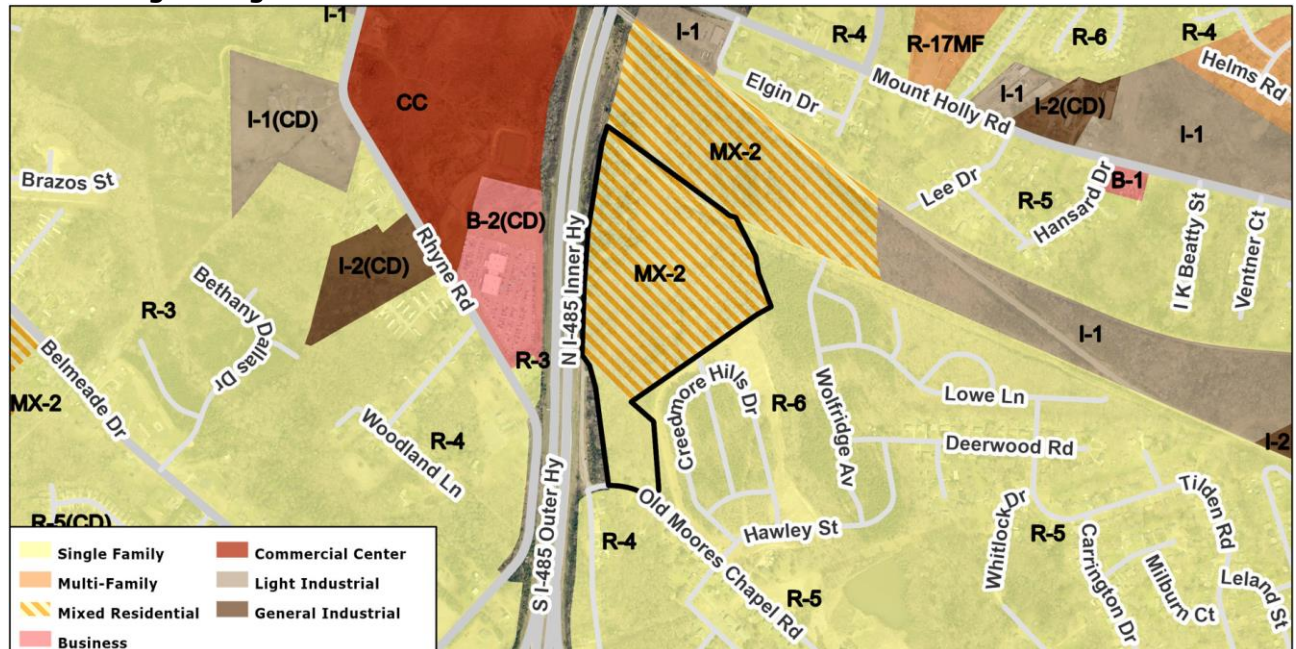 I-1
CC
I-1(CD)
Brazos St
B-2(CD)
I-2(CD)
Rhyne Rd
Bethany Dallas Dr
R-3
R-3
MX-2
Belmeade Dr
Woodland Ln
R-4
R-5(CD)
N I-485 Inner Hy
S I-485 Outer Hy
I-1
R-4
Elgin Dr
R-17MF
R-6
R-4
Helms Rd
Mount Holly Rd
I-1
I-2(CD)
I-1
MX-2
Lee Dr
R-5
Hansard Dr
B-1
I K Beatty St
Ventner Ct
MX-2
I-1
Creedmore Hills Dr
R-6
Wolfridge Av
Lowe Ln
Deerwood Rd
I-2
R-4
Old Moores Chapel Rd
Hawley St
R-5
Whitlock Dr
R-5
Carrington Dr
Milburn Ct
Tilden Rd
Leland St
Single Family
Multi-Family
Mixed Residential
Business
Commercial Center
Light Industrial
General Industrial